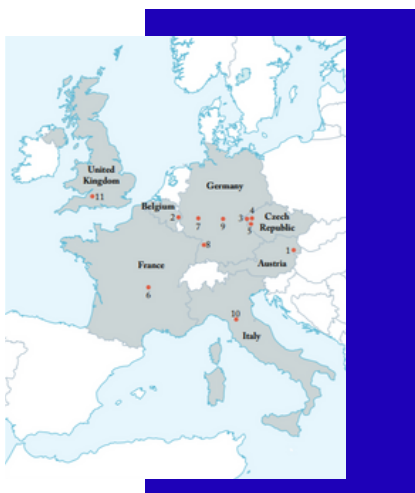 United
Kingdom
11
Germany
Belgium
2
7
9
3
4
5
Czech
Republic
8
1
Austria
France
6
10
Italy